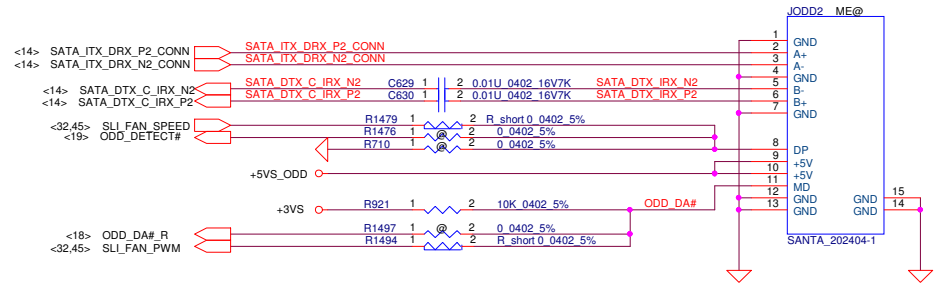 JODD2 ME@
1 GND
<14> SATA_ITX_DRX_P2_CONN SATA_ITX_DRX_P2_CONN 2 A+
<14> SATA_ITX_DRX_N2_CONN SATA_ITX_DRX_N2_CONN 3 A-
4 GND
<14> SATA_DTX_C_IRX_N2 SATA_DTX_C_IRX_N2 C629 1 2 0.01U_0402_16V7K SATA_DTX_IRX_N2 5 B-
<14> SATA_DTX_C_IRX_P2 SATA_DTX_C_IRX_P2 C630 1 2 0.01U_0402_16V7K SATA_DTX_IRX_P2 6 B+
7 GND
<32,45> SLI_FAN_SPEED R1479 1 2 R_short 0_0402_5%
<19> ODD_DETECT# R1476 1 @ 2 0_0402_5%
R710 1 @ 2 0_0402_5% 8 DP
9 +5V
+5VS_ODD 10 +5V
11 MD
12 GND GND 15
+3VS R921 1 2 10K_0402_5% ODD_DA# 13 GND GND 14
<18> ODD_DA#_R R1497 1 @ 2 0_0402_5%
<32,45> SLI_FAN_PWM R1494 1 2 R_short 0_0402_5%
SANTA_202404-1